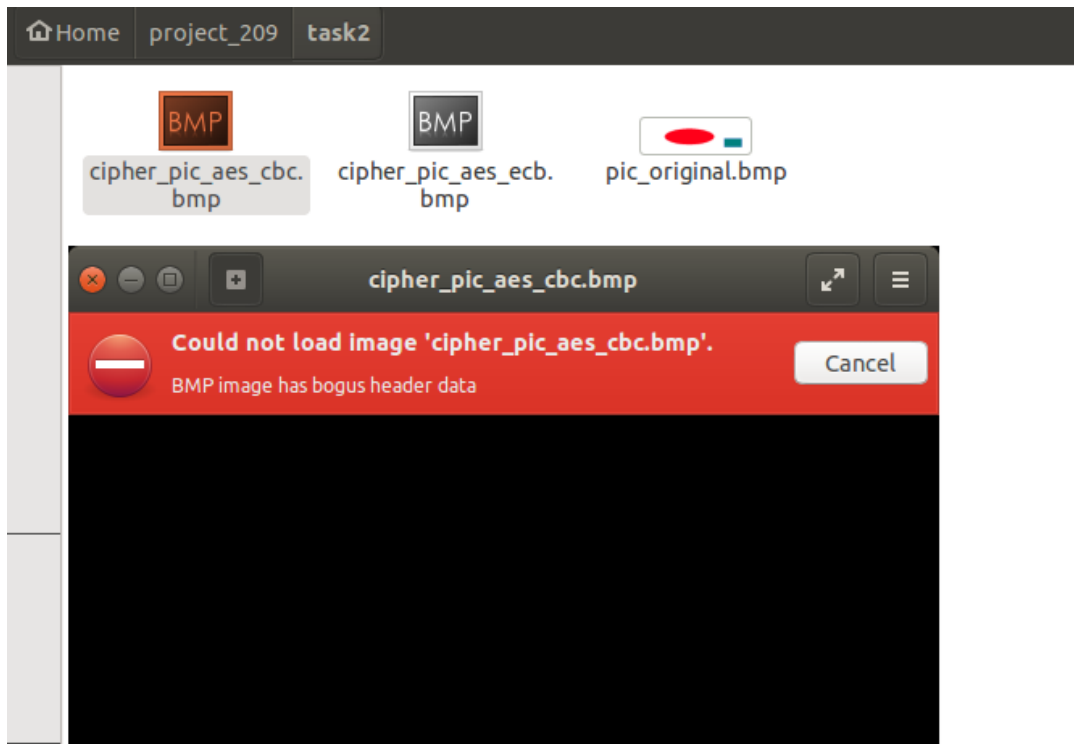 Home project_209 task2
BMP BMP
cipher_pic_aes_cbc. cipher_pic_aes_ecb. pic_original.bmp
bmp bmp
cipher_pic_aes_cbc.bmp
Could not load image 'cipher_pic_aes_cbc.bmp'.
Cancel
BMP image has bogus header data